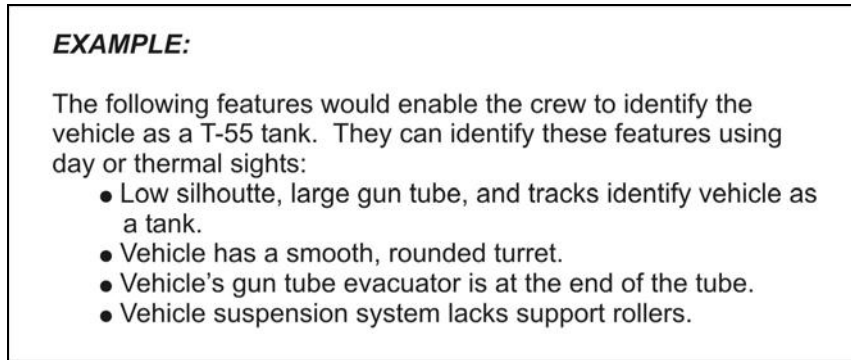 EXAMPLE:
The following features would enable the crew to identify the
vehicle as a T-55 tank. They can identify these features using
day or thermal sights:
● Low silhoutte, large gun tube, and tracks identify vehicle as
a tank.
● Vehicle has a smooth, rounded turret.
● Vehicle's gun tube evacuator is at the end of the tube.
● Vehicle suspension system lacks support rollers.